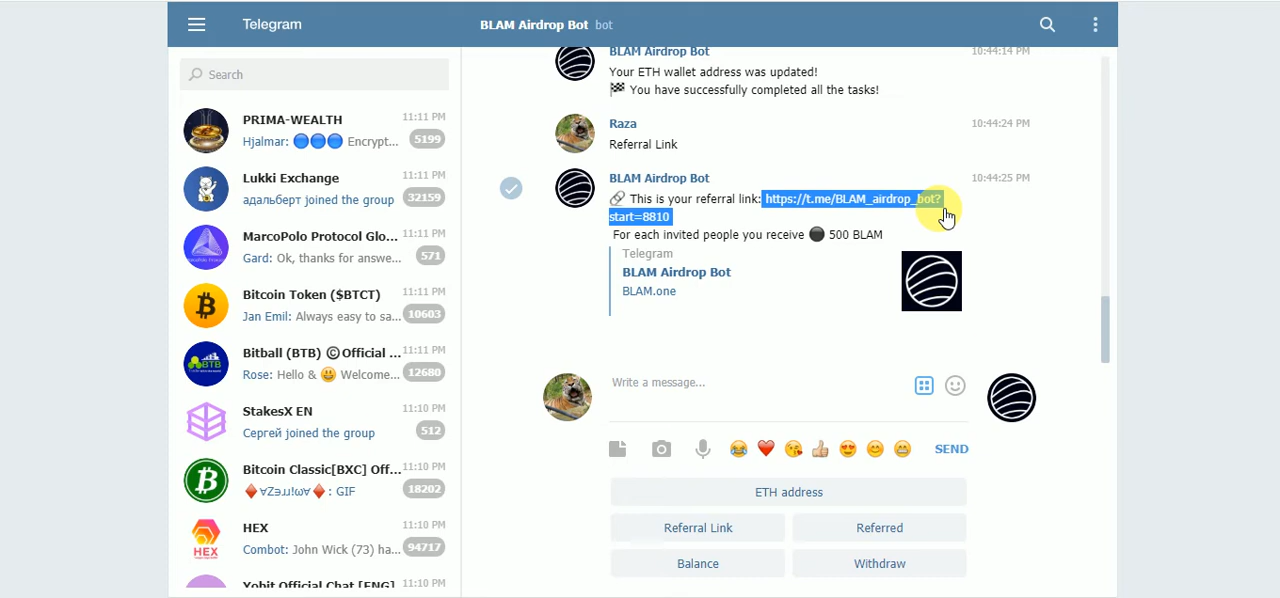 Telegram
BLAM Airdrop Bot bot
Search
PRIMA-WEALTH 11:11 PM
Hjalmar: 🔵🔵🔵 Encrypt... 5199
Lukki Exchange 11:11 PM
адальберт joined the group 32159
MarcoPolo Protocol Glo... 11:11 PM
Gard: Ok, thanks for answe... 571
Bitcoin Token ($BTCT) 11:11 PM
Jan Emil: Always easy to sa... 10603
Bitball (BTB) ©Official ... 11:11 PM
Rose: Hello & 😃 Welcome... 12680
StakesX EN 11:10 PM
Сергей joined the group 512
Bitcoin Classic[BXC] Off... 11:10 PM
: GIF 18202
HEX 11:10 PM
Combot: John Wick (73) ha... 94717
Yobit Official Chat [ENG] 11:10 PM
BLAM Airdrop Bot 10:44:14 PM
Your ETH wallet address was updated!
🏁 You have successfully completed all the tasks!
Raza 10:44:24 PM
Referral Link
BLAM Airdrop Bot 10:44:25 PM
🔗 This is your referral link: https://t.me/BLAM_airdrop_bot?
start=8810
For each invited people you receive ⚫ 500 BLAM
Telegram
BLAM Airdrop Bot
BLAM.one
Write a message...
SEND
ETH address
Referral Link Referred
Balance Withdraw